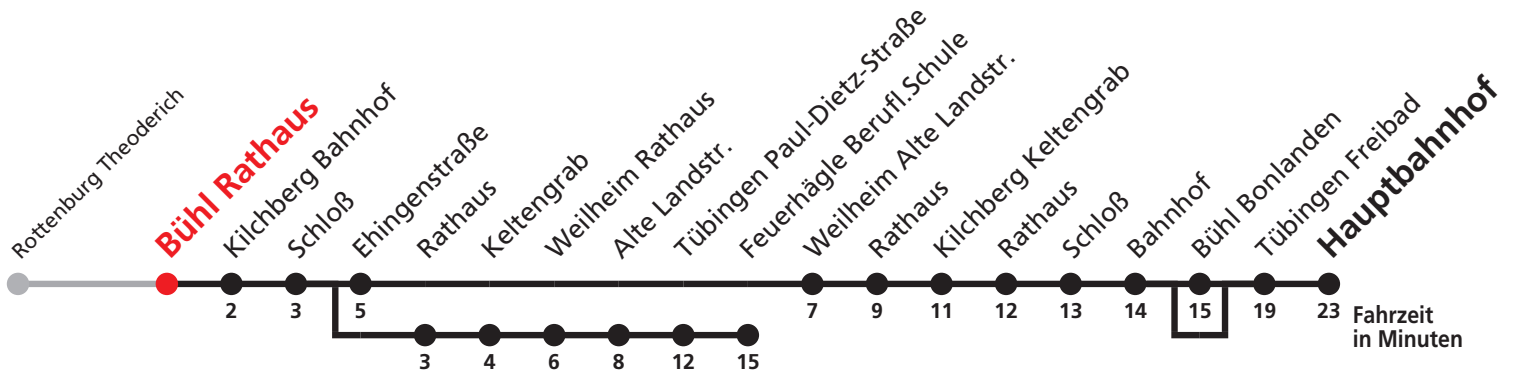 Rottenburg Theoderich
Bühl Rathaus
Kilchberg Bahnhof
Schloß
Ehingenstraße
Rathaus
Keltengrab
Weilheim Rathaus
Alte Landstr.
Tübingen Paul-Dietz-Straße
Feuerhägle Berufl.Schule
Weilheim Alte Landstr.
Rathaus
Kilchberg Keltengrab
Rathaus
Schloß
Bahnhof
Bühl Bonlanden
Tübingen Freibad
Hauptbahnhof
2 3 5 7 9 11 12 13 14 15 19 23
Fahrzeit
in Minuten
3 4 6 8 12 15